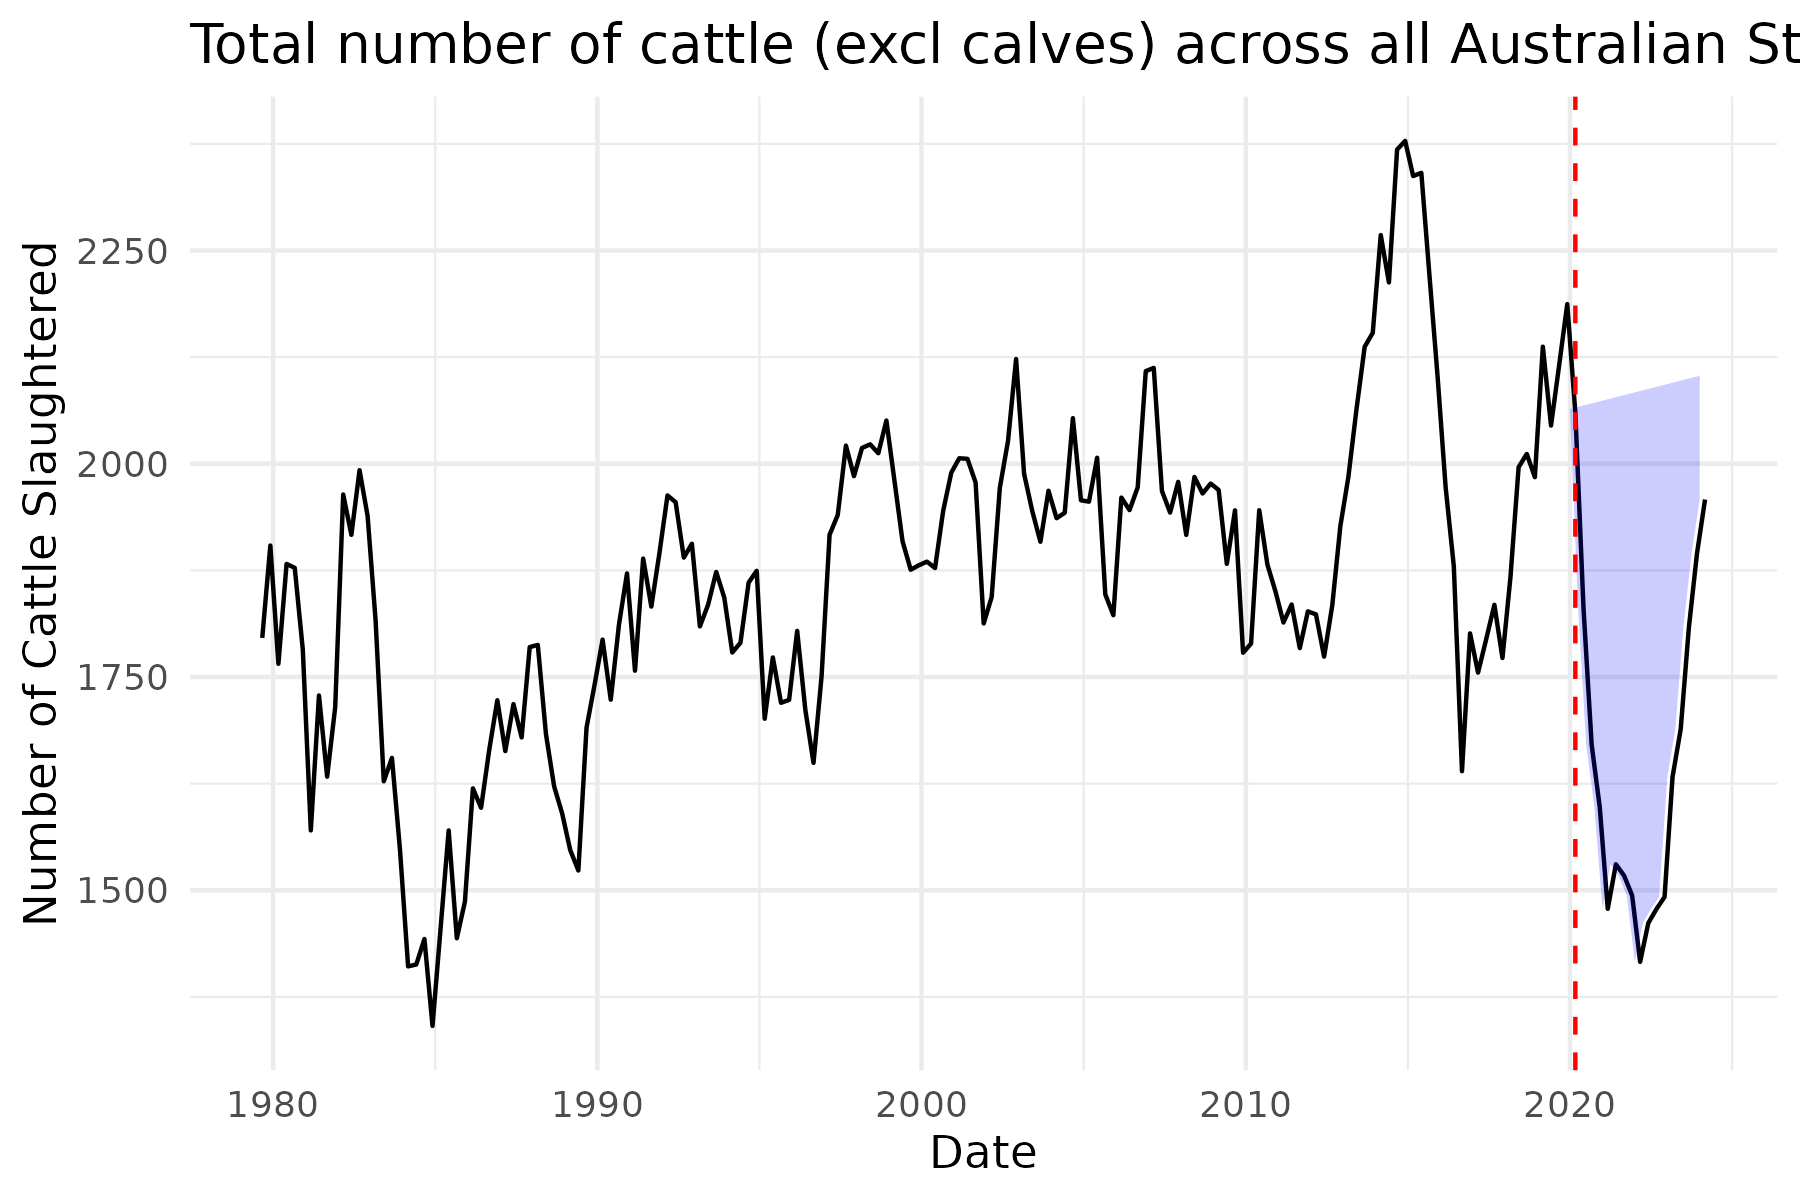 Total number of cattle (excl calves) across all Australian St
Number of Cattle Slaughtered
2250
2000
1750
1500
1980 1990 2000 2010 2020
Date